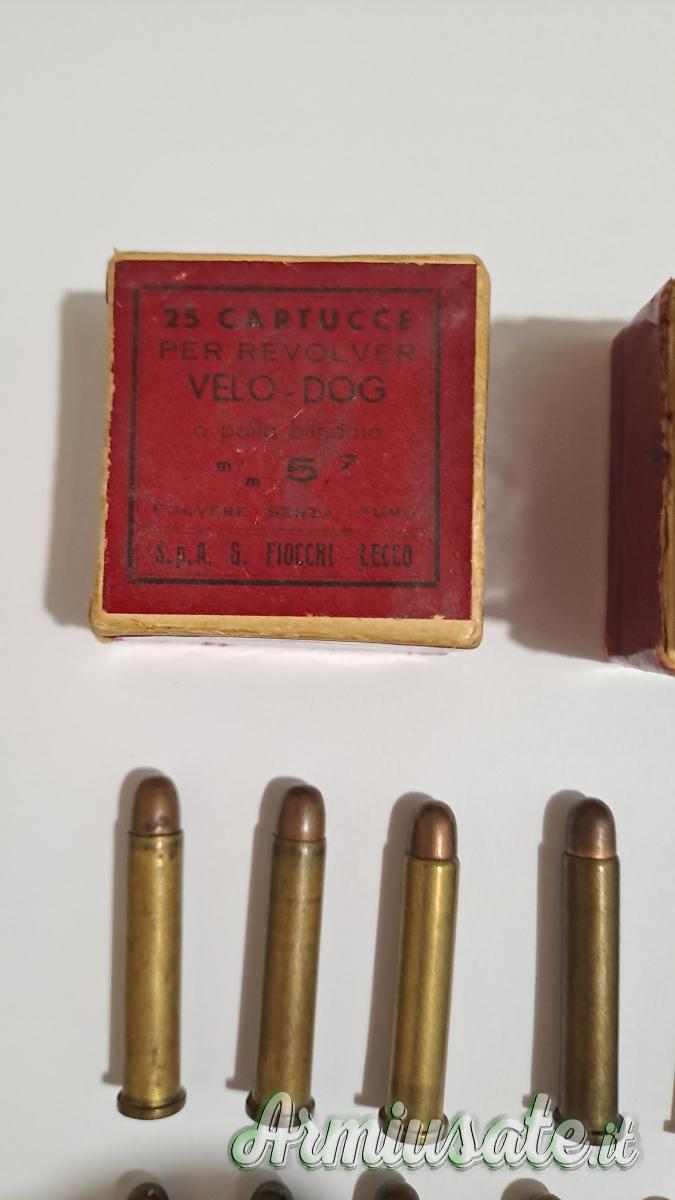 25 CARTUCCE
PER REVOLVER
VELO-DOG
a palla blindata
m/m 5.7
POLVERE SENZA FUMO
S.p.A. G. FIOCCHI - LECCO
Armiusate.it